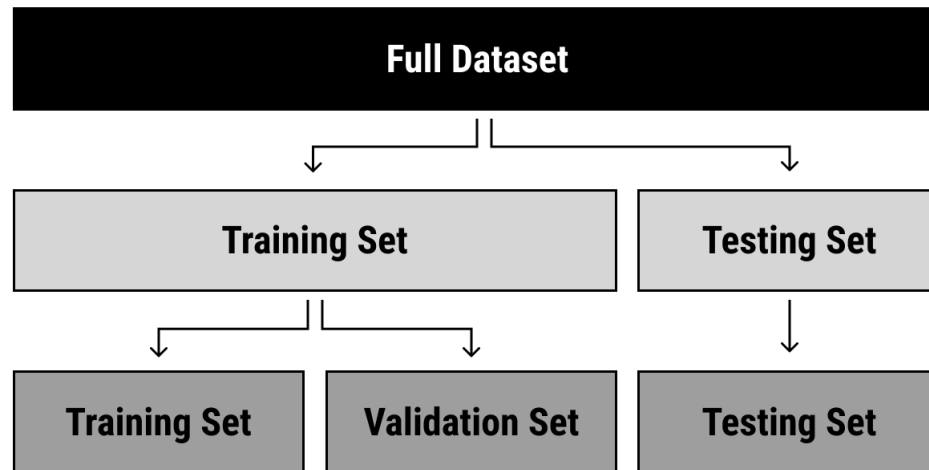 Full Dataset
Training Set
Testing Set
Training Set
Validation Set
Testing Set